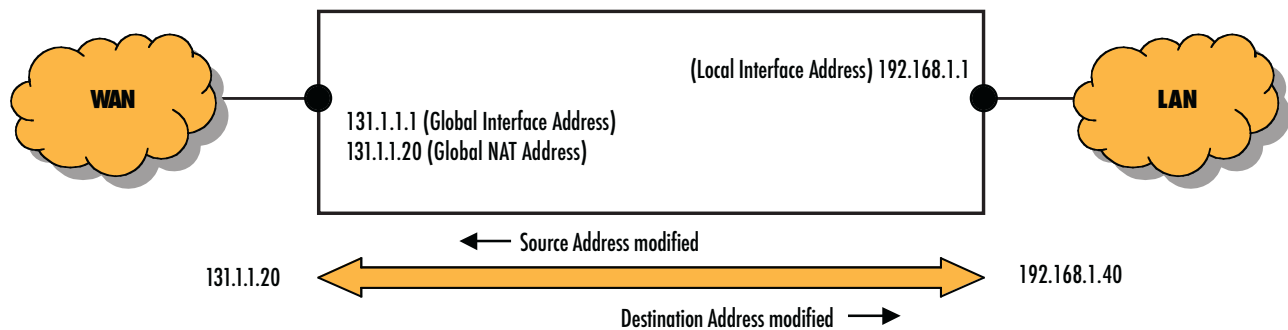 WAN
(Local Interface Address) 192.168.1.1
LAN
131.1.1.1 (Global Interface Address)
131.1.1.20 (Global NAT Address)
Source Address modified
131.1.1.20
192.168.1.40
Destination Address modified